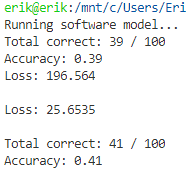 erik@erik:/mnt/c/Users/Eri
Running software model...
Total correct: 39 / 100
Accuracy: 0.39
Loss: 196.564
Loss: 25.6535
Total correct: 41 / 100
Accuracy: 0.41